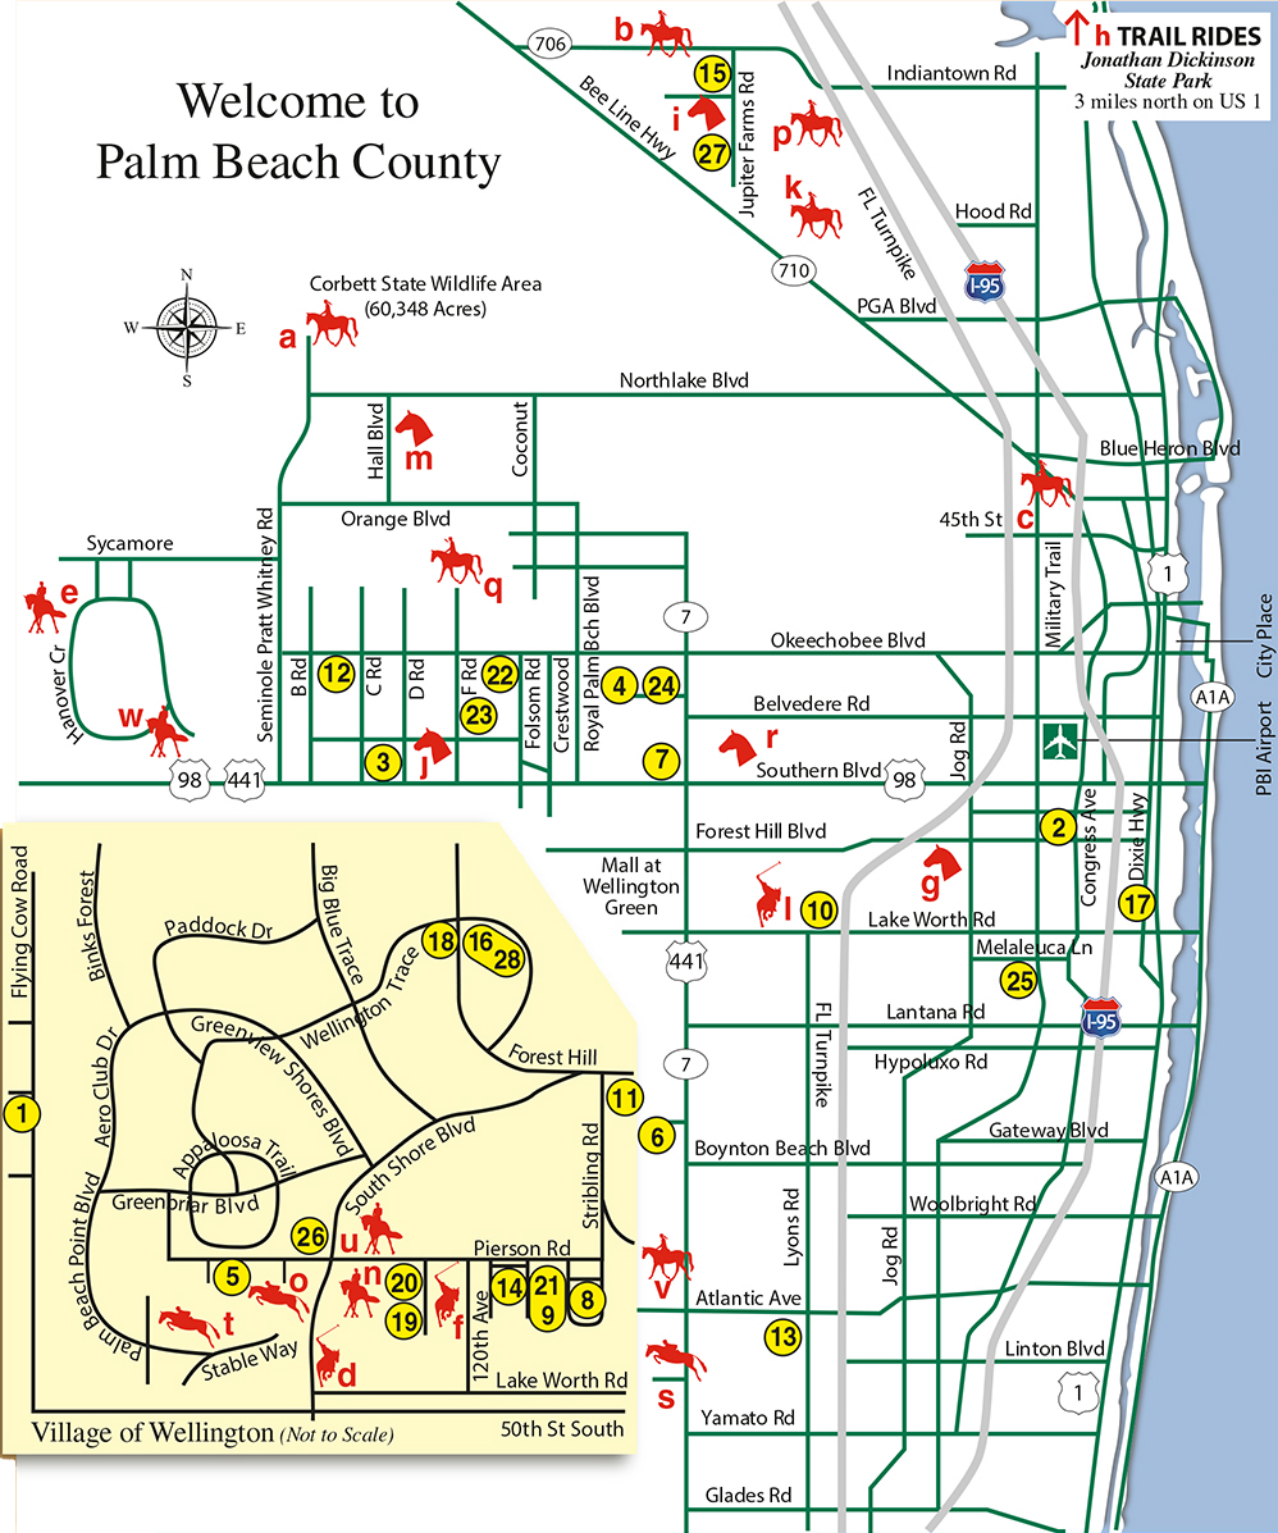 Welcome to
Palm Beach County
h TRAIL RIDES
Jonathan Dickinson
State Park
3 miles north on US 1
b
706
15
Indiantown Rd
Bee Line Hwy
i
27
Jupiter Farms Rd
p
k
FL Turnpike
Hood Rd
I-95
710
PGA Blvd
N
W
E
S
Corbett State Wildlife Area
(60,348 Acres)
a
Northlake Blvd
Hall Blvd
m
Coconut
Blue Heron Blvd
c
45th St
Orange Blvd
Seminole Pratt Whitney Rd
Sycamore
e
q
Royal Palm Bch Blvd
Military Trail
1
7
Hanover Cr
w
Okeechobee Blvd
City Place
B Rd
12
C Rd
D Rd
F Rd
22
23
Folsom Rd
Crestwood
4
24
Belvedere Rd
A1A
3
j
7
r
Jog Rd
PBI Airport
98
441
Southern Blvd
98
Forest Hill Blvd
2
Congress Ave
Dixie Hwy
Mall at
Wellington
Green
l
10
g
17
Lake Worth Rd
441
Melaleuca Ln
25
FL Turnpike
Lantana Rd
I-95
Hypoluxo Rd
7
6
Gateway Blvd
Boynton Beach Blvd
A1A
Lyons Rd
Woolbright Rd
Jog Rd
v
Atlantic Ave
13
Linton Blvd
s
1
Yamato Rd
Glades Rd
Flying Cow Road
Binks Forest
Paddock Dr
Big Blue Trace
18
16
28
Wellington Trace
Greenview Shores Blvd
Forest Hill
Aero Club Dr
1
11
Appaloosa Trail
South Shore Blvd
Stribling Rd
Greenbriar Blvd
Palm Beach Point Blvd
26
u
Pierson Rd
5
o
n
20
19
f
14
21
9
8
120th Ave
t
Stable Way
d
Lake Worth Rd
Village of Wellington (Not to Scale)
50th St South